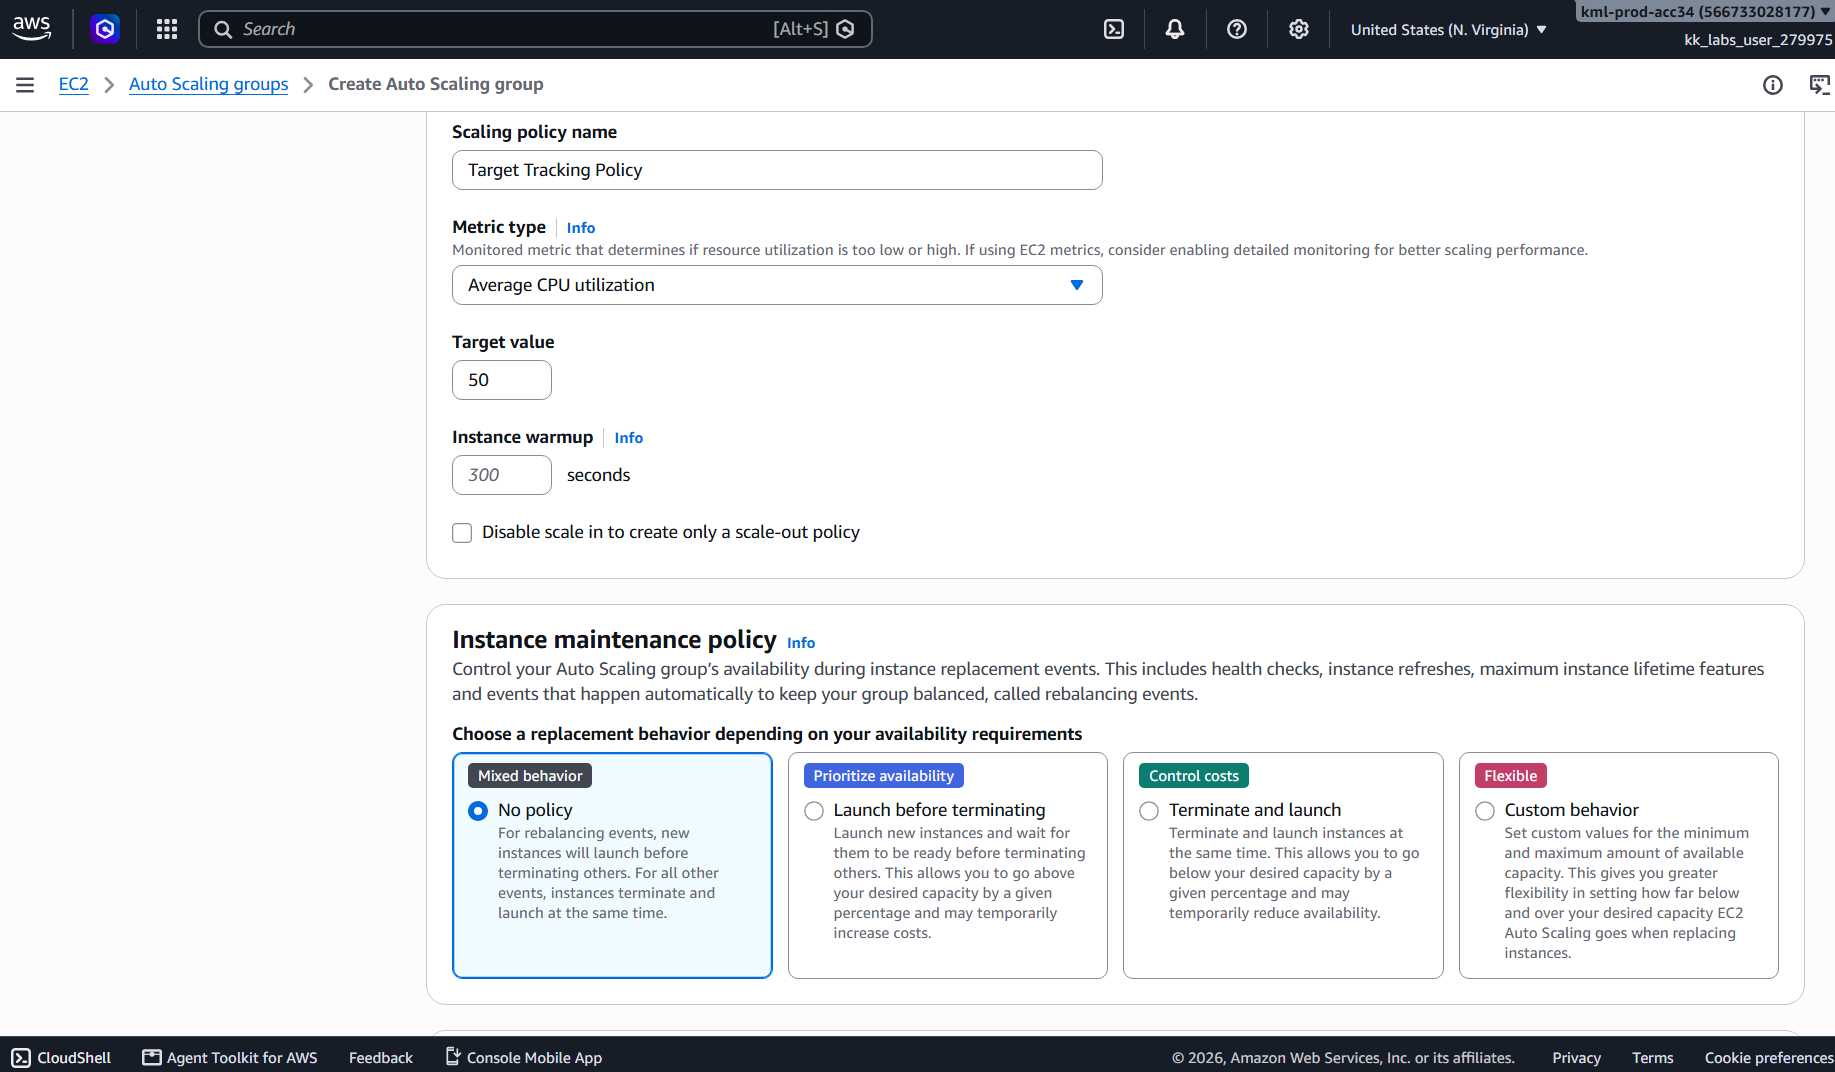 aws
Search
[Alt+S]
United States (N. Virginia)
kml-prod-acc34 (566733028177)
kk_labs_user_279975
EC2
Auto Scaling groups
Create Auto Scaling group
Scaling policy name
Target Tracking Policy
Metric type
Info
Monitored metric that determines if resource utilization is too low or high. If using EC2 metrics, consider enabling detailed monitoring for better scaling performance.
Average CPU utilization
Target value
50
Instance warmup
Info
300
seconds
Disable scale in to create only a scale-out policy
Instance maintenance policy
Info
Control your Auto Scaling group’s availability during instance replacement events. This includes health checks, instance refreshes, maximum instance lifetime features
and events that happen automatically to keep your group balanced, called rebalancing events.
Choose a replacement behavior depending on your availability requirements
Mixed behavior
No policy
For rebalancing events, new
instances will launch before
terminating others. For all other
events, instances terminate and
launch at the same time.
Prioritize availability
Launch before terminating
Launch new instances and wait for
them to be ready before terminating
others. This allows you to go above
your desired capacity by a given
percentage and may temporarily
increase costs.
Control costs
Terminate and launch
Terminate and launch instances at
the same time. This allows you to go
below your desired capacity by a
given percentage and may
temporarily reduce availability.
Flexible
Custom behavior
Set custom values for the minimum
and maximum amount of available
capacity. This gives you greater
flexibility in setting how far below
and over your desired capacity EC2
Auto Scaling goes when replacing
instances.
CloudShell
Agent Toolkit for AWS
Feedback
Console Mobile App
© 2026, Amazon Web Services, Inc. or its affiliates.
Privacy
Terms
Cookie preferences